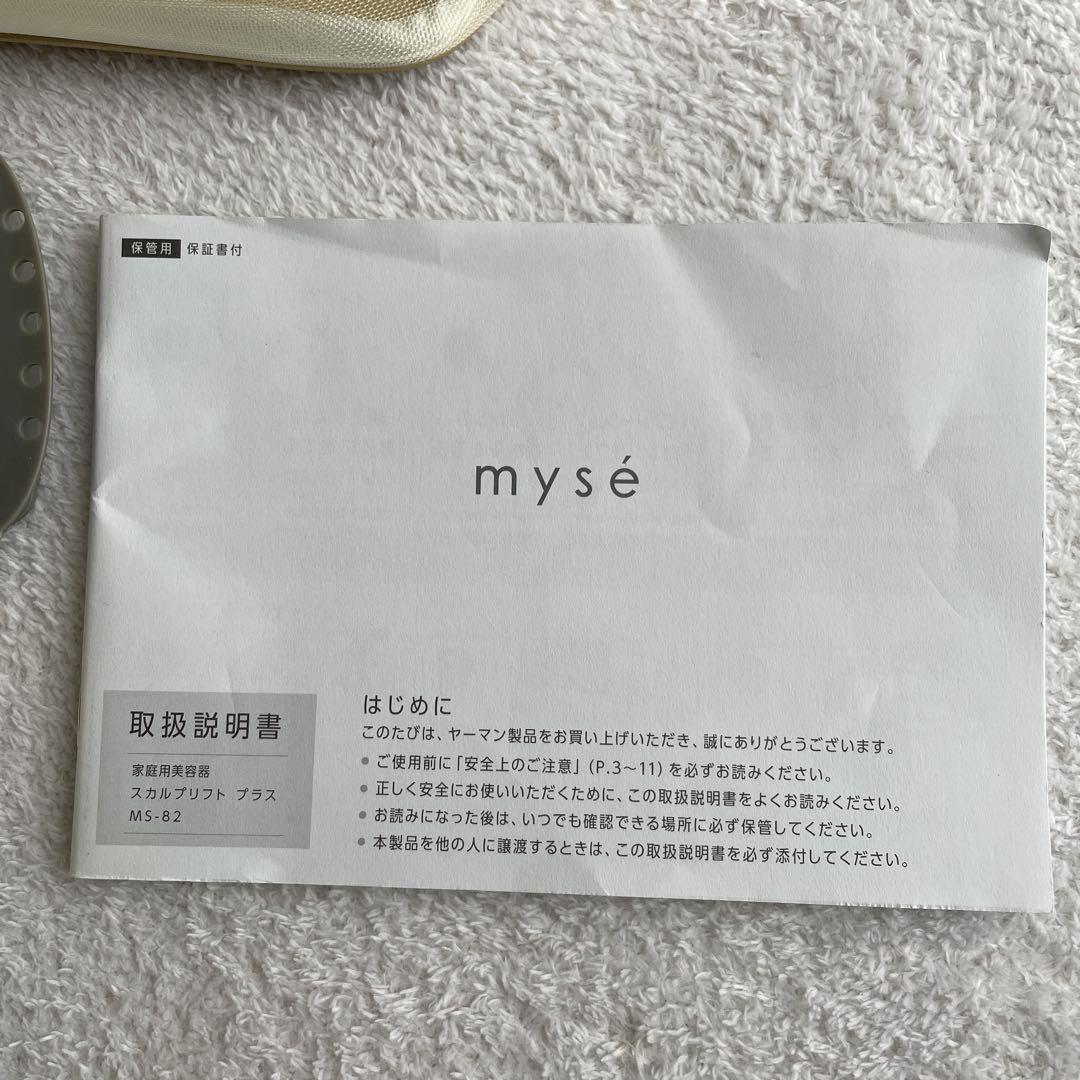 保管用 保証書付
mysé
取扱説明書
家庭用美容器
スカルプリフト プラス
MS-82
はじめに
このたびは、ヤーマン製品をお買い上げいただき、誠にありがとうございます。
● ご使用前に「安全上のご注意」(P.3〜11)を必ずお読みください。
● 正しく安全にお使いいただくために、この取扱説明書をよくお読みください。
● お読みになった後は、いつでも確認できる場所に必ず保管してください。
● 本製品を他の人に譲渡するときは、この取扱説明書を必ず添付してください。